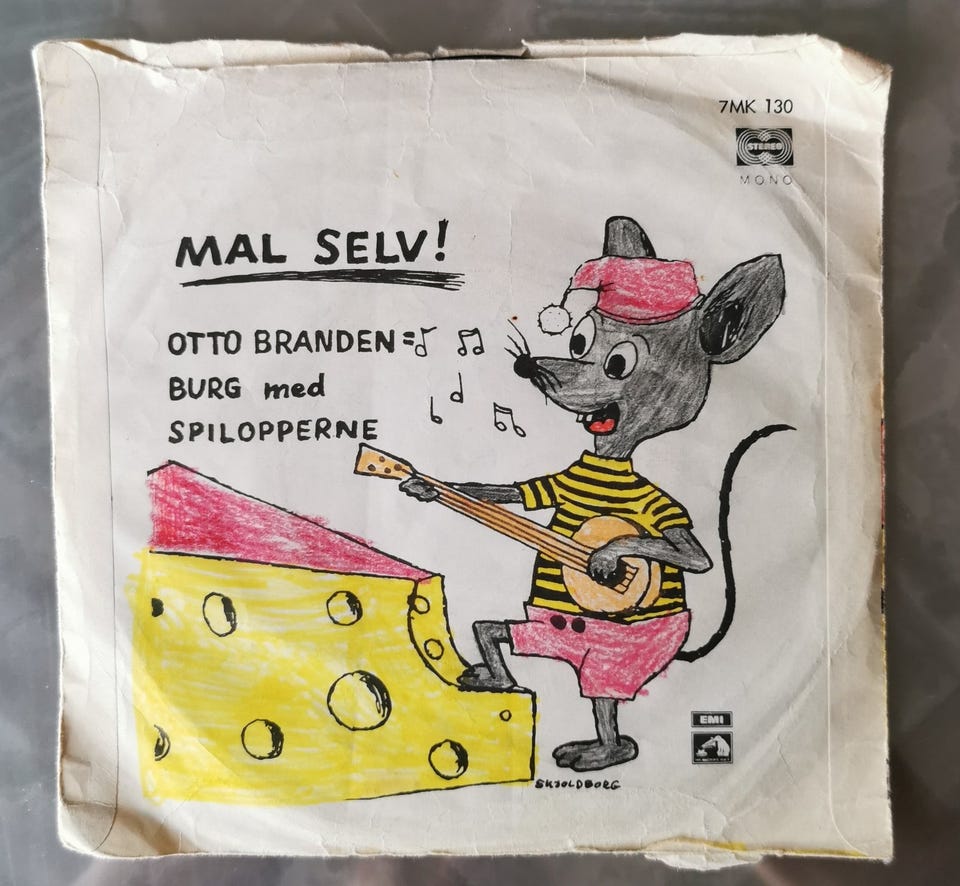 7MK 130
STEREO
MONO
MAL SELV!
OTTO BRANDEN=
BURG med
SPILOPPERNE
EMI
SKJOLDBORG